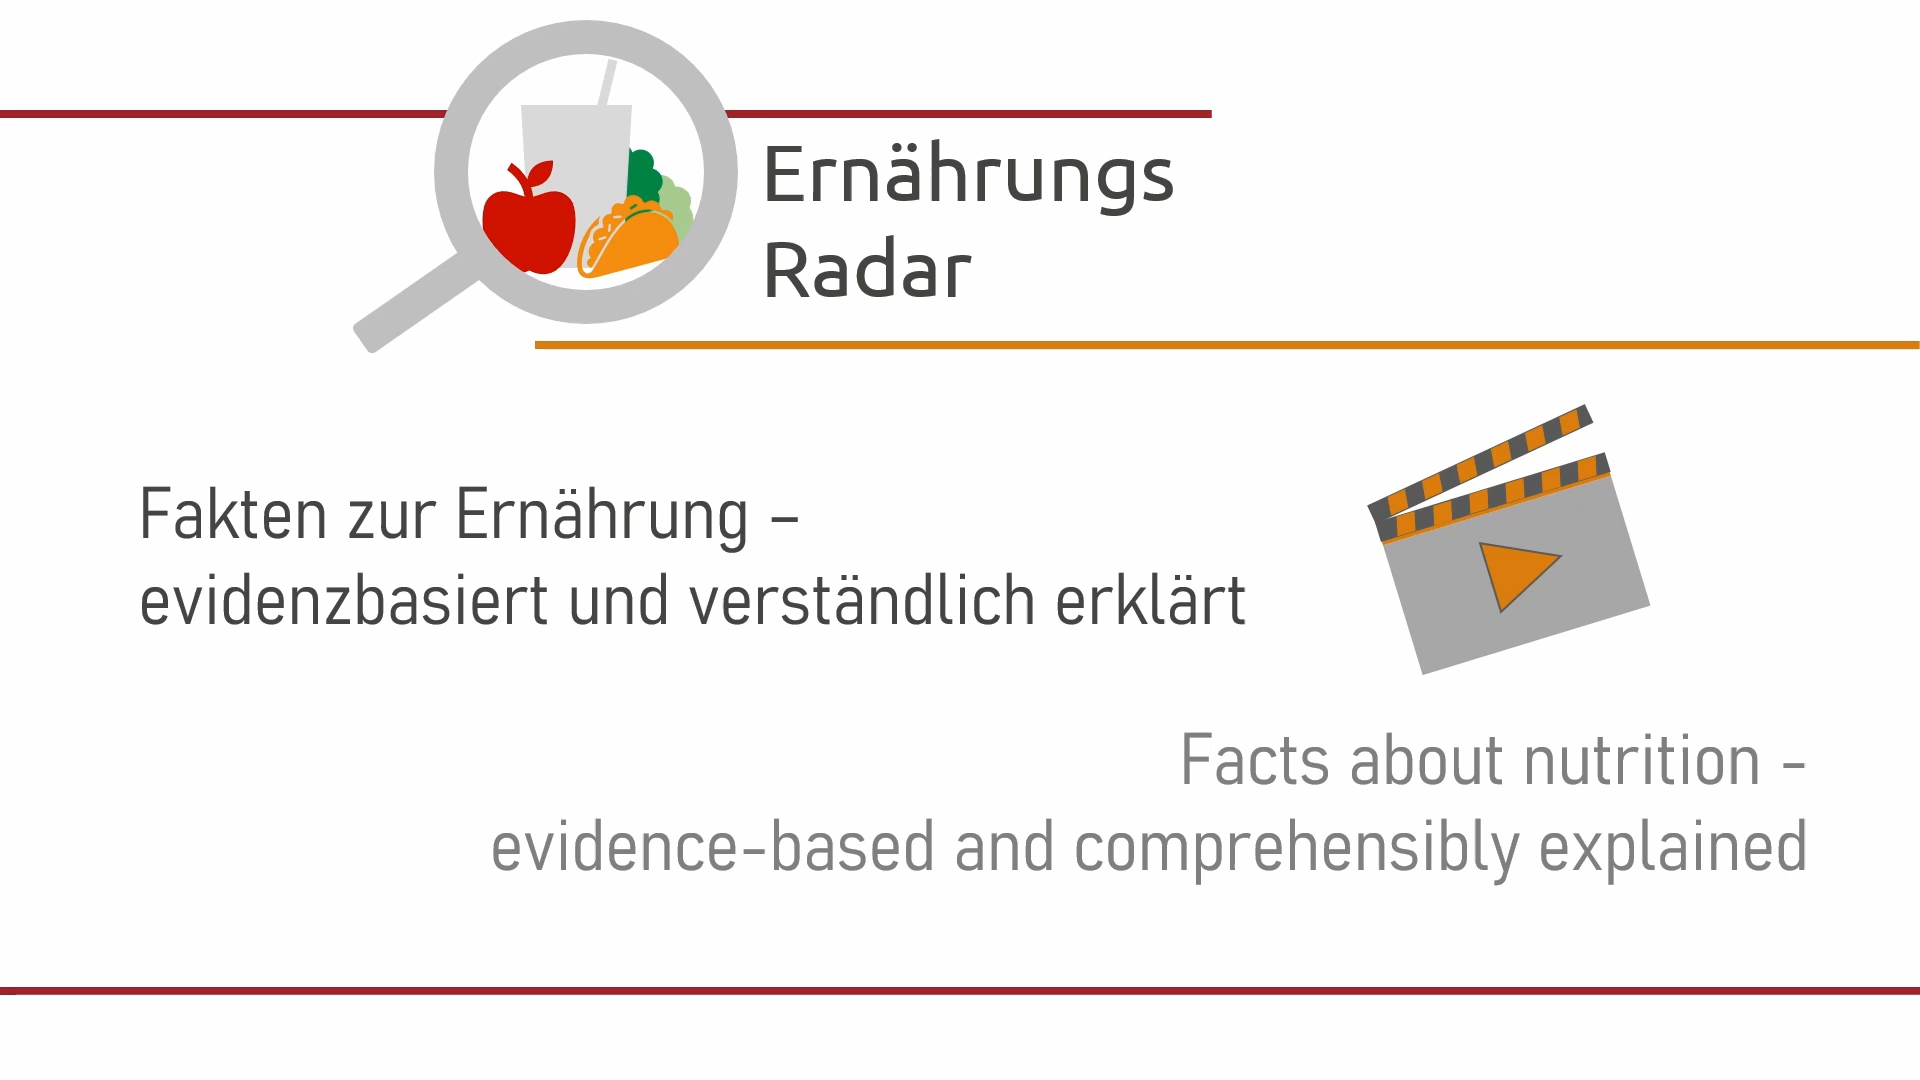 Ernährungs
Radar
Fakten zur Ernährung –
evidenzbasiert und verständlich erklärt
Facts about nutrition -
evidence-based and comprehensibly explained